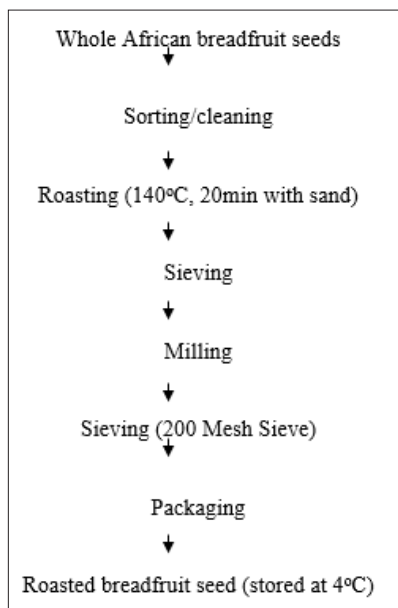 Whole African breadfruit seeds
Sorting/cleaning
Roasting (140ºC, 20min with sand)
Sieving
Milling
Sieving (200 Mesh Sieve)
Packaging
Roasted breadfruit seed (stored at 4ºC)